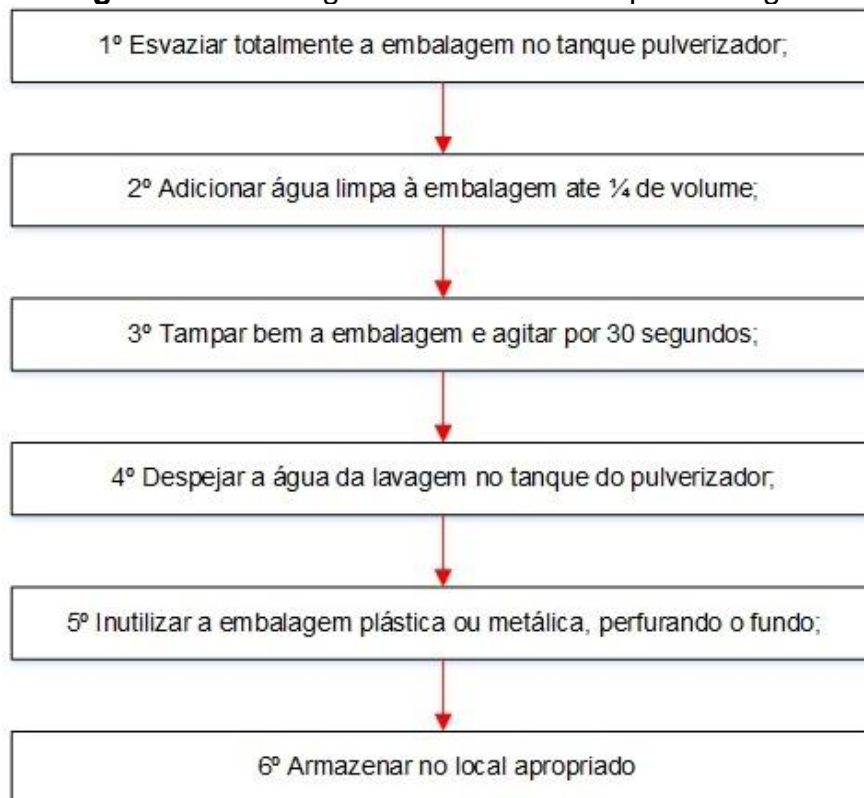 1º Esvaziar totalmente a embalagem no tanque pulverizador;
2º Adicionar água limpa à embalagem ate ¼ de volume;
3º Tampar bem a embalagem e agitar por 30 segundos;
4º Despejar a água da lavagem no tanque do pulverizador;
5º Inutilizar a embalagem plástica ou metálica, perfurando o fundo;
6º Armazenar no local apropriado